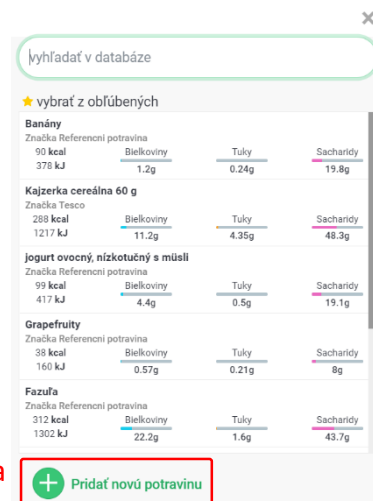 vyhľadať v databáze
vybrať z obľúbených
Banány
Značka Referencni potravina
90 kcal Bielkoviny Tuky Sacharidy
378 kJ 1.2g 0.24g 19.8g
Kajzerka cereálna 60 g
Značka Tesco
288 kcal Bielkoviny Tuky Sacharidy
1217 kJ 11.2g 4.35g 48.3g
jogurt ovocný, nízkotučný s müsli
Značka Referencni potravina
99 kcal Bielkoviny Tuky Sacharidy
417 kJ 4.4g 0.5g 19.1g
Grapefruity
Značka Referencni potravina
38 kcal Bielkoviny Tuky Sacharidy
160 kJ 0.57g 0.21g 8g
Fazuľa
Značka Referencni potravina
312 kcal Bielkoviny Tuky Sacharidy
1302 kJ 22.2g 1.6g 43.7g
a
Pridať novú potravinu